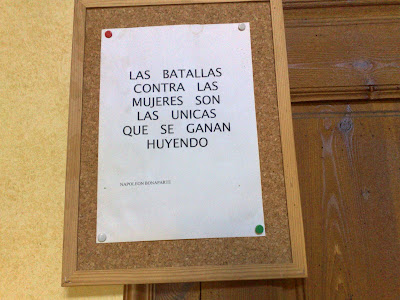 LAS BATALLAS
CONTRA LAS
MUJERES SON
LAS UNICAS
QUE SE GANAN
HUYENDO
NAPOLEON BONAPARTE